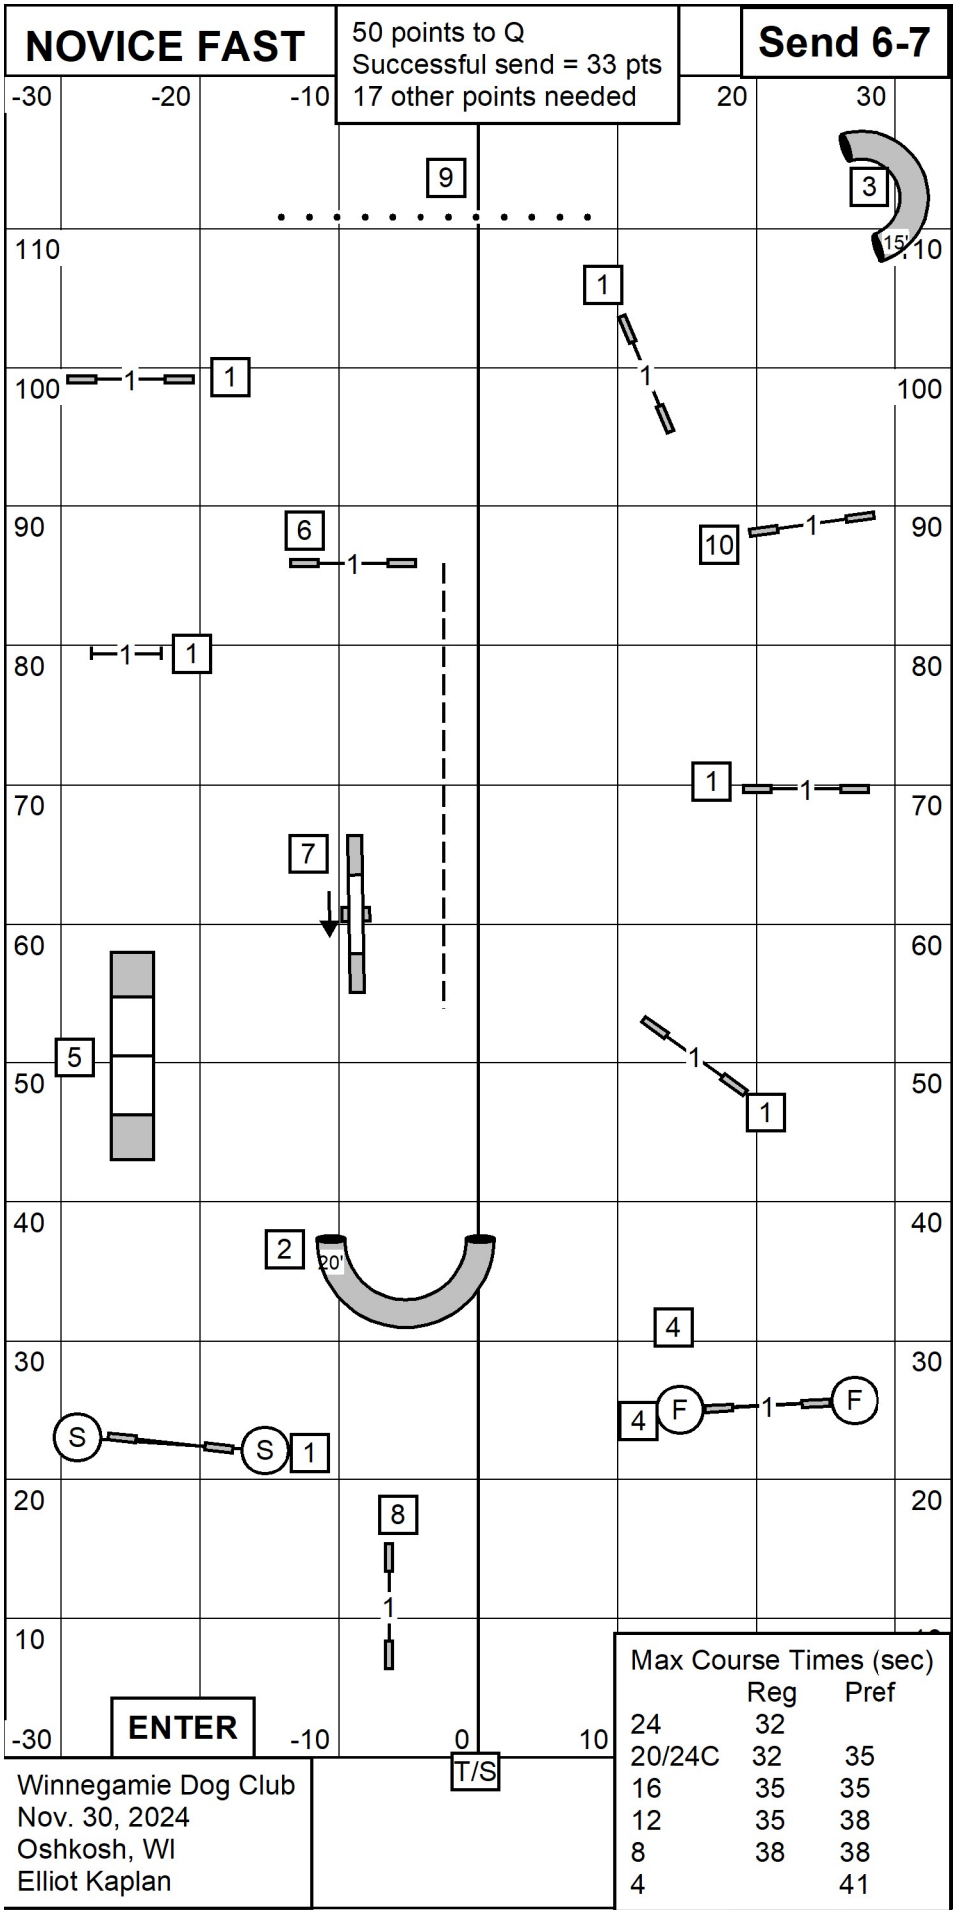 NOVICE FAST
50 points to Q
Successful send = 33 pts
17 other points needed
Send 6-7
-30 -20 -10 20 30
9
3
15'
110 10
1
1
100 1 1 100
90 6 90
1 10 1
80 1 1 80
70 1 1 70
7
60 60
5 1
50 50
1
40 40
2
20'
4
30 30
4 F 1 F
S S 1
20 20
8
1
10
Max Course Times (sec)
Reg Pref
24 32
20/24C 32 35
16 35 35
12 35 38
8 38 38
4 41
ENTER
-30 -10 0 10
T/S
Winnegamie Dog Club
Nov. 30, 2024
Oshkosh, WI
Elliot Kaplan